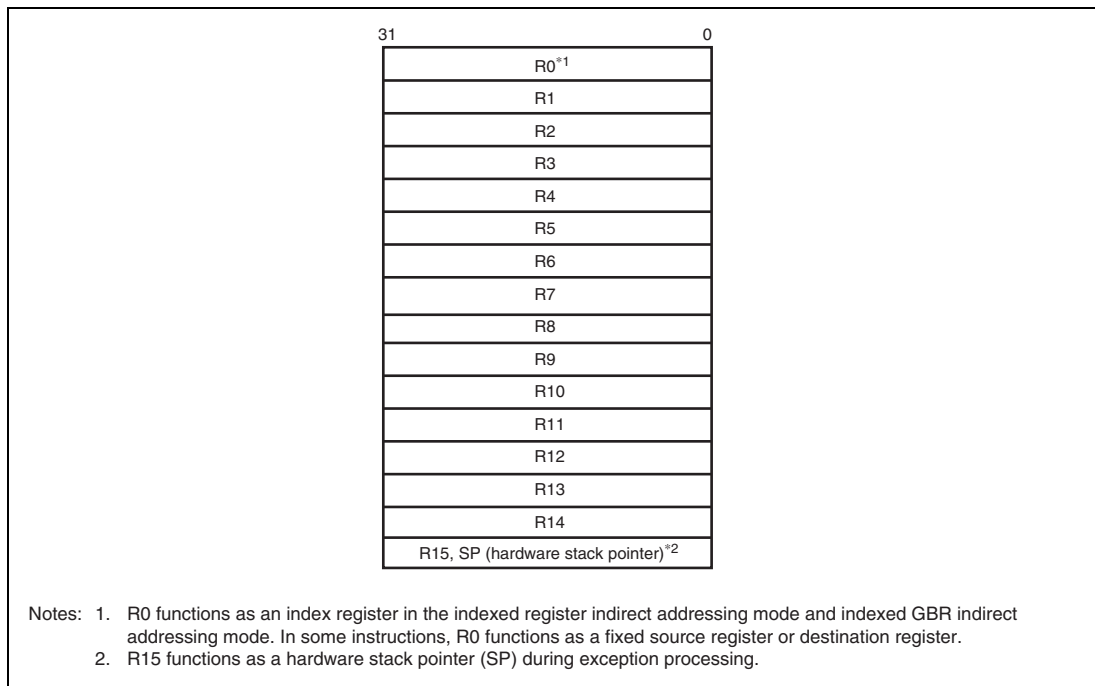 31 0
R0*1
R1
R2
R3
R4
R5
R6
R7
R8
R9
R10
R11
R12
R13
R14
R15, SP (hardware stack pointer)*2
Notes: 1. R0 functions as an index register in the indexed register indirect addressing mode and indexed GBR indirect
addressing mode. In some instructions, R0 functions as a fixed source register or destination register.
2. R15 functions as a hardware stack pointer (SP) during exception processing.